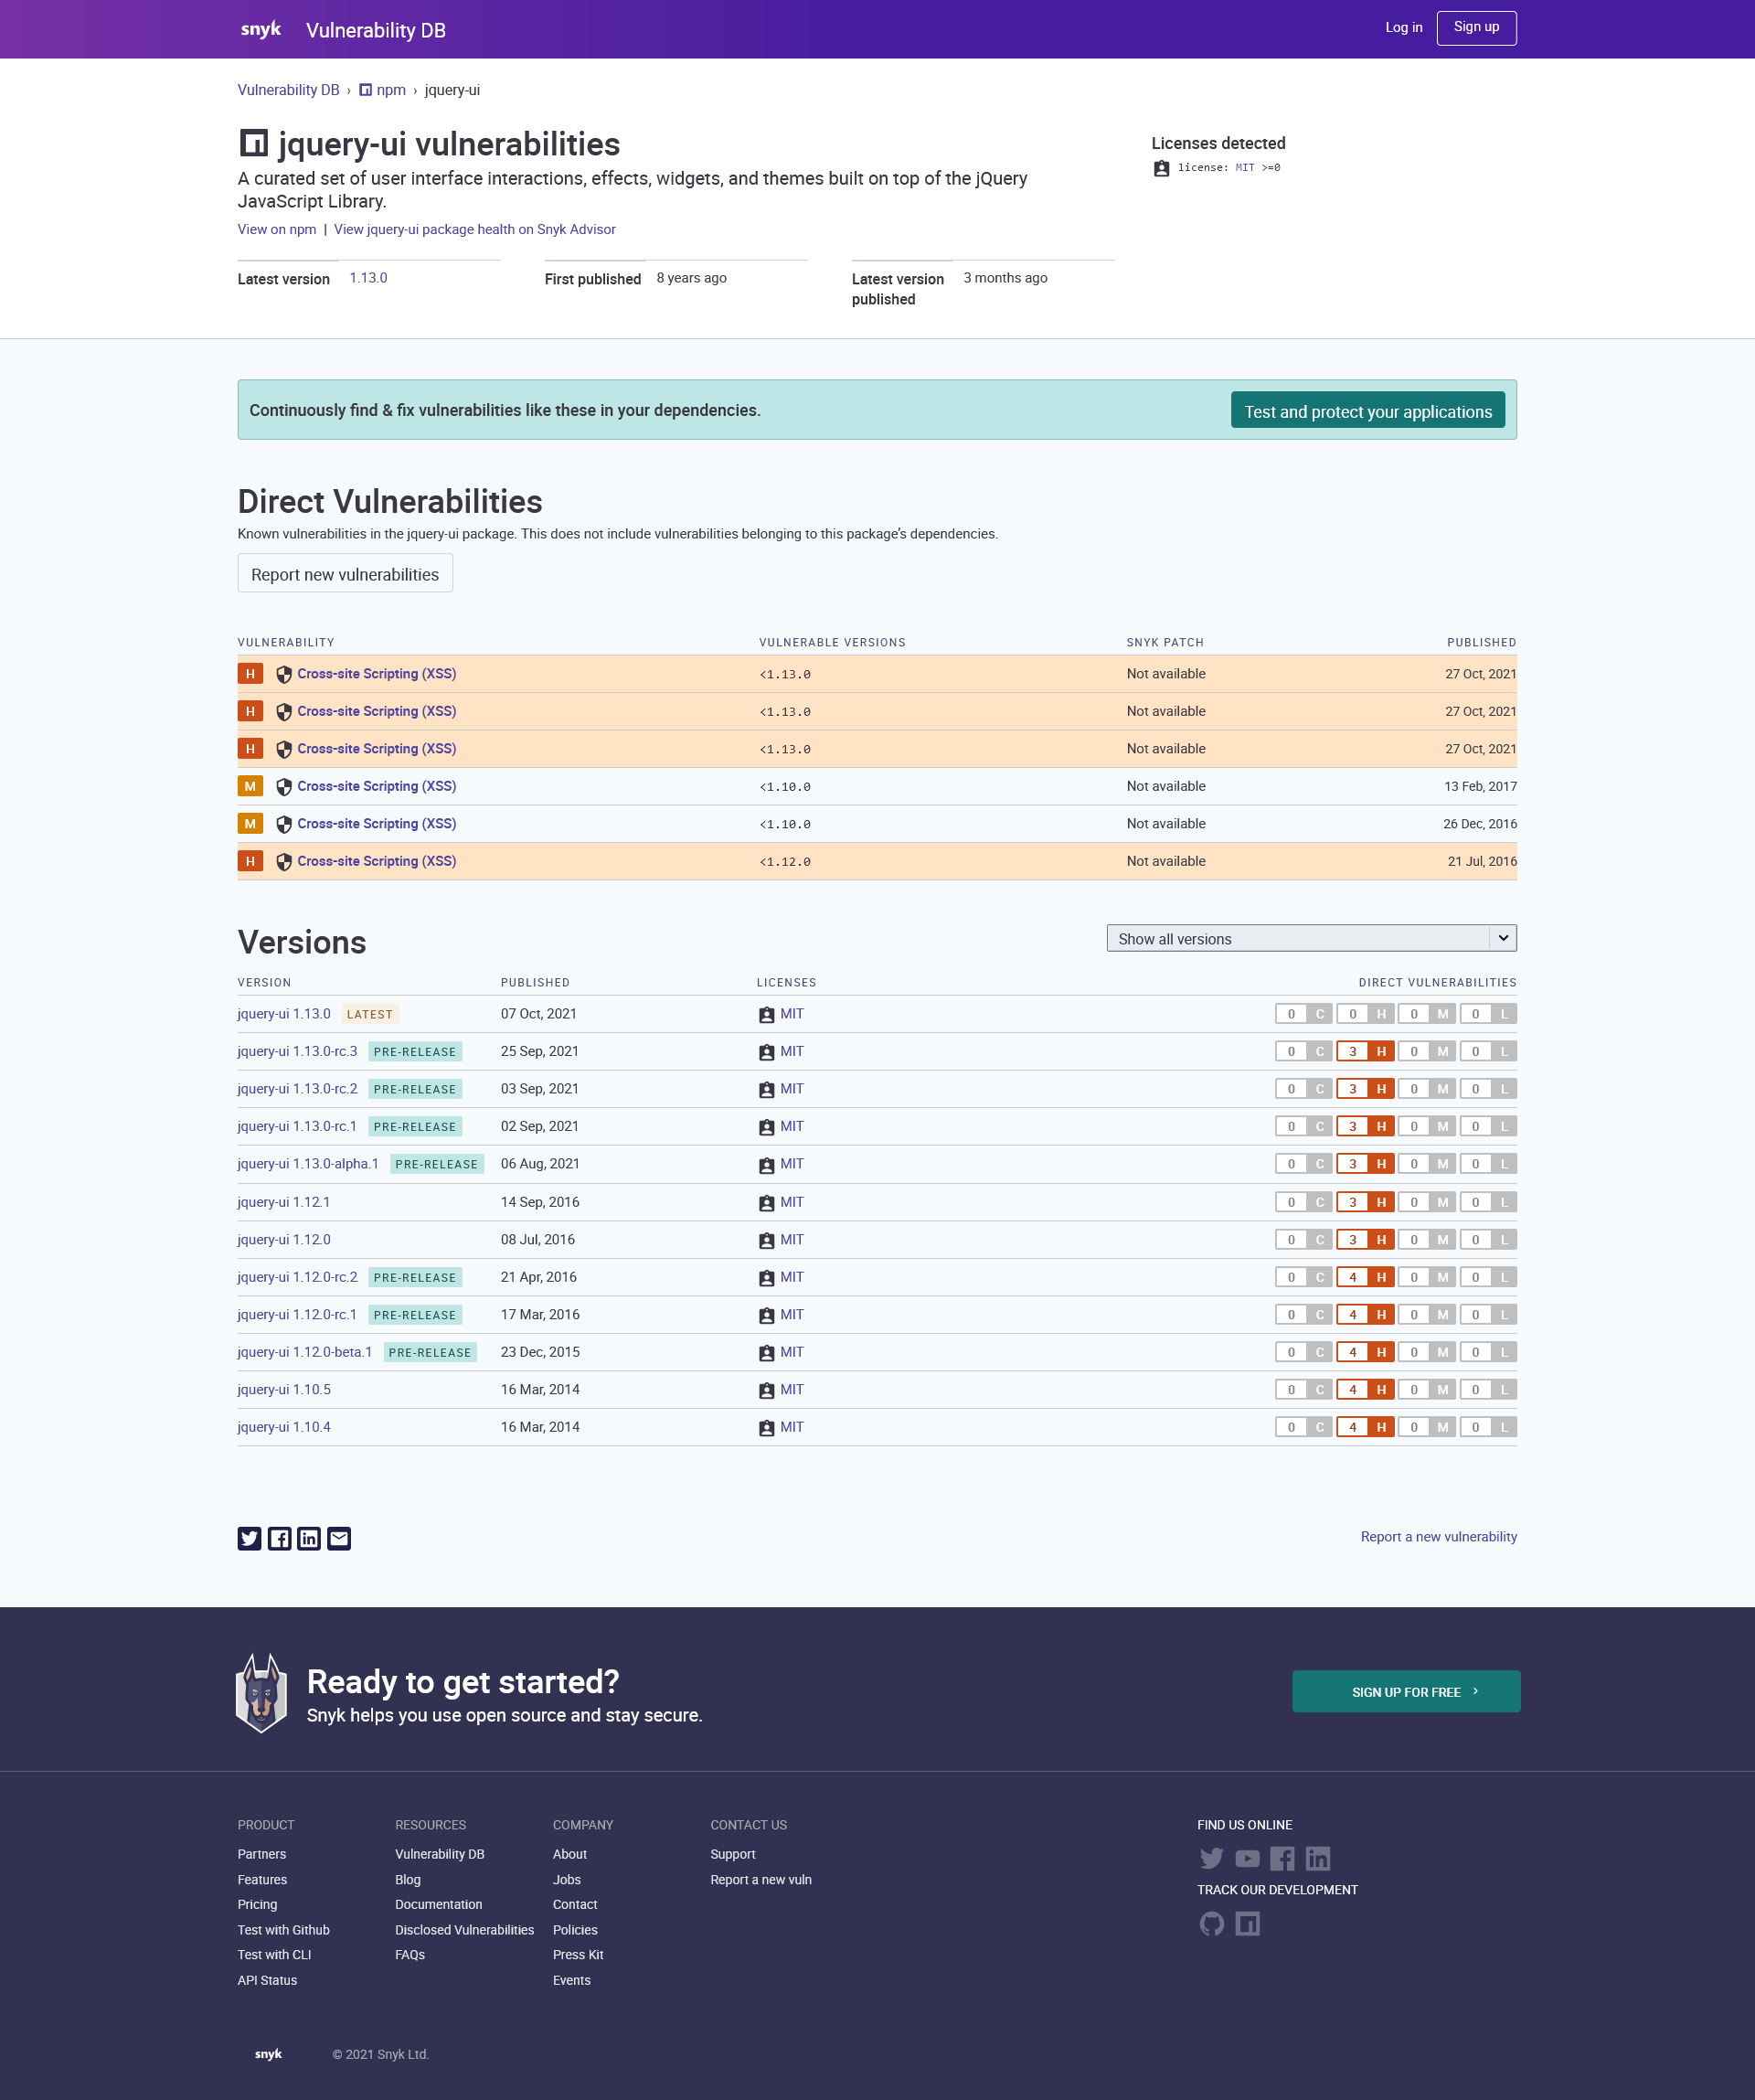 snyk Vulnerability DB Log in Sign up
Vulnerability DB › npm › jquery-ui
jquery-ui vulnerabilities
A curated set of user interface interactions, effects, widgets, and themes built on top of the jQuery
JavaScript Library.
View on npm | View jquery-ui package health on Snyk Advisor
Latest version 1.13.0
First published 8 years ago
Latest version 3 months ago
published
Licenses detected
license: MIT >=0
Continuously find & fix vulnerabilities like these in your dependencies. Test and protect your applications
Direct Vulnerabilities
Known vulnerabilities in the jquery-ui package. This does not include vulnerabilities belonging to this package’s dependencies.
Report new vulnerabilities
VULNERABILITY VULNERABLE VERSIONS SNYK PATCH PUBLISHED
H Cross-site Scripting (XSS) <1.13.0 Not available 27 Oct, 2021
H Cross-site Scripting (XSS) <1.13.0 Not available 27 Oct, 2021
H Cross-site Scripting (XSS) <1.13.0 Not available 27 Oct, 2021
M Cross-site Scripting (XSS) <1.10.0 Not available 13 Feb, 2017
M Cross-site Scripting (XSS) <1.10.0 Not available 26 Dec, 2016
H Cross-site Scripting (XSS) <1.12.0 Not available 21 Jul, 2016
Versions Show all versions
VERSION PUBLISHED LICENSES DIRECT VULNERABILITIES
jquery-ui 1.13.0 LATEST 07 Oct, 2021 MIT 0 C 0 H 0 M 0 L
jquery-ui 1.13.0-rc.3 PRE-RELEASE 25 Sep, 2021 MIT 0 C 3 H 0 M 0 L
jquery-ui 1.13.0-rc.2 PRE-RELEASE 03 Sep, 2021 MIT 0 C 3 H 0 M 0 L
jquery-ui 1.13.0-rc.1 PRE-RELEASE 02 Sep, 2021 MIT 0 C 3 H 0 M 0 L
jquery-ui 1.13.0-alpha.1 PRE-RELEASE 06 Aug, 2021 MIT 0 C 3 H 0 M 0 L
jquery-ui 1.12.1 14 Sep, 2016 MIT 0 C 3 H 0 M 0 L
jquery-ui 1.12.0 08 Jul, 2016 MIT 0 C 3 H 0 M 0 L
jquery-ui 1.12.0-rc.2 PRE-RELEASE 21 Apr, 2016 MIT 0 C 4 H 0 M 0 L
jquery-ui 1.12.0-rc.1 PRE-RELEASE 17 Mar, 2016 MIT 0 C 4 H 0 M 0 L
jquery-ui 1.12.0-beta.1 PRE-RELEASE 23 Dec, 2015 MIT 0 C 4 H 0 M 0 L
jquery-ui 1.10.5 16 Mar, 2014 MIT 0 C 4 H 0 M 0 L
jquery-ui 1.10.4 16 Mar, 2014 MIT 0 C 4 H 0 M 0 L
Report a new vulnerability
Ready to get started?
Snyk helps you use open source and stay secure.
SIGN UP FOR FREE ›
PRODUCT
Partners
Features
Pricing
Test with Github
Test with CLI
API Status
RESOURCES
Vulnerability DB
Blog
Documentation
Disclosed Vulnerabilities
FAQs
COMPANY
About
Jobs
Contact
Policies
Press Kit
Events
CONTACT US
Support
Report a new vuln
FIND US ONLINE
TRACK OUR DEVELOPMENT
snyk © 2021 Snyk Ltd.